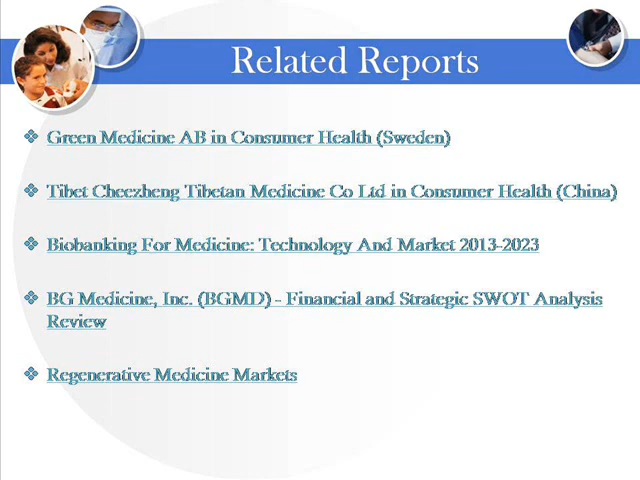 Related Reports
Green Medicine AB in Consumer Health (Sweden)
Tibet Cheezheng Tibetan Medicine Co Ltd in Consumer Health (China)
Biobanking For Medicine: Technology And Market 2013-2023
BG Medicine, Inc. (BGMD) - Financial and Strategic SWOT Analysis
Review
Regenerative Medicine Markets